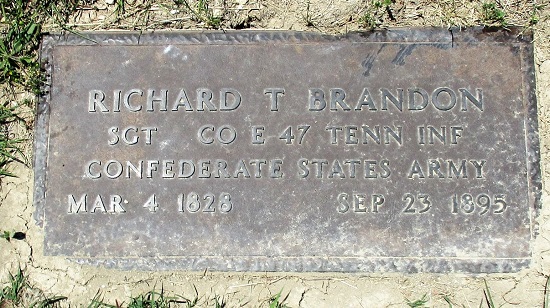 RICHARD T BRANDON
SGT CO E-47 TENN INF
CONFEDERATE STATES ARMY
MAR 4 1828 SEP 23 1895